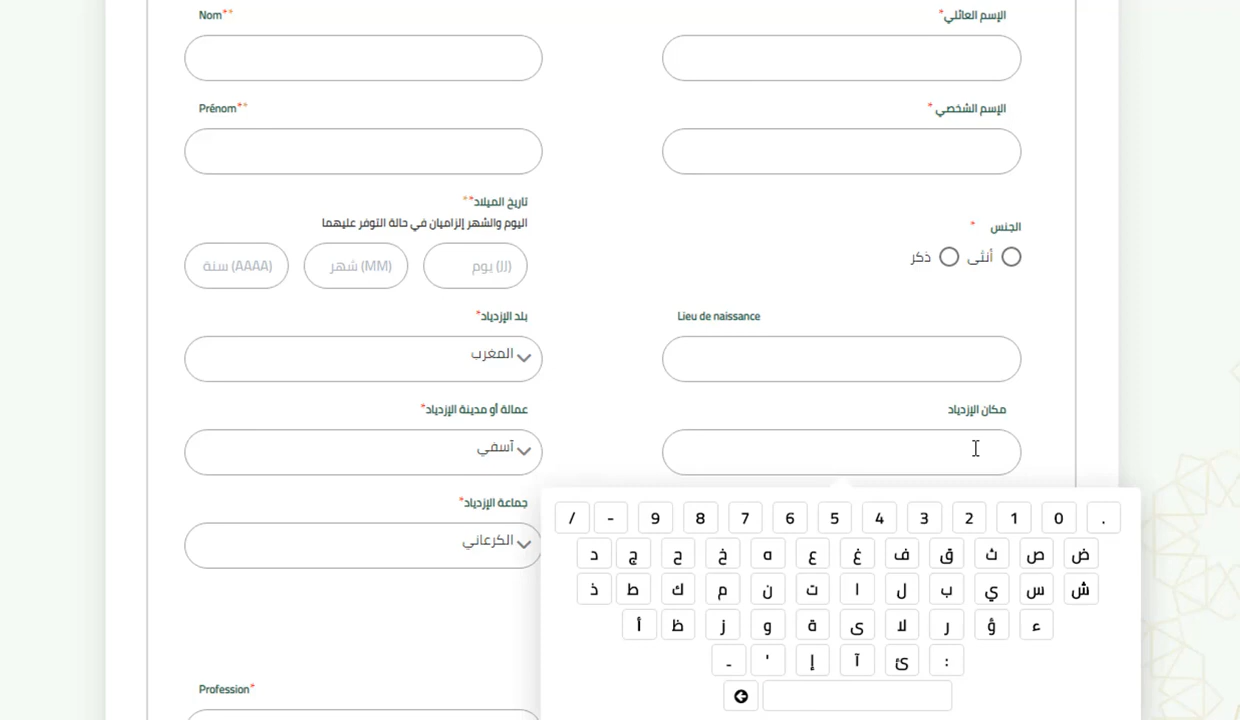 الإسم العائلي*
Nom**
الإسم الشخصي *
Prénom**
تاريخ الميلاد**
اليوم والشهر إلزاميان في حالة التوفر عليهما
الجنس *
أنثى ذكر
(JJ) يوم (MM) شهر (AAAA) سنة
بلد الإزدياد*
Lieu de naissance
المغرب
مكان الإزدياد
عمالة أو مدينة الإزدياد*
آسفي
جماعة الإزدياد*
الكرعاني
/ - 9 8 7 6 5 4 3 2 1 0 .
ض ص ث ق ف غ ع ه خ ح ج د
ش س ي ب ل ا ت ن م ك ط ذ
ء ؤ ر لا ى ة و ز ظ أ
: ئ آ إ ' ـ
Profession*